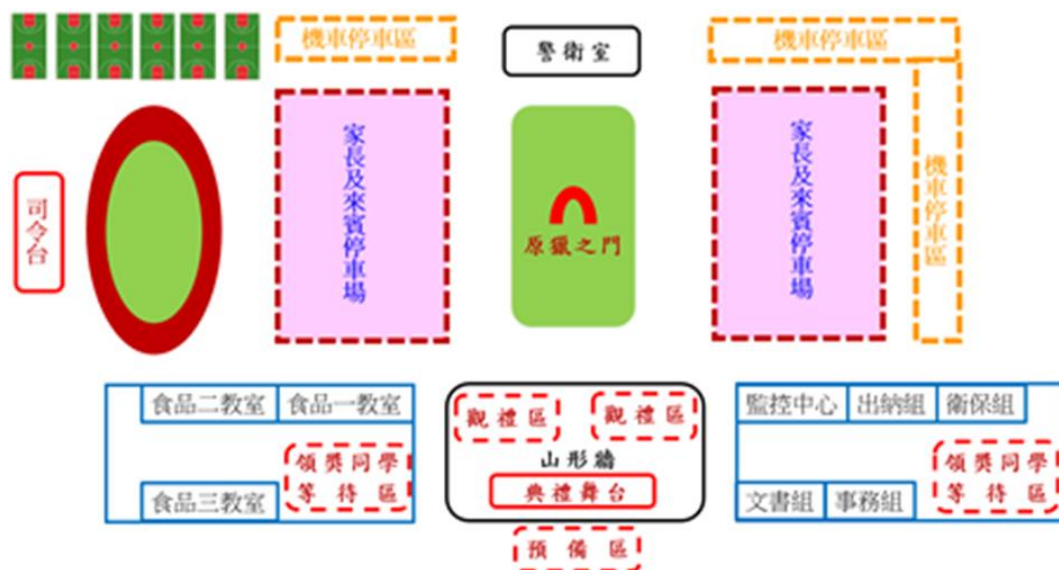 機車停車區
警衛室
機車停車區
家長及來賓停車場
家長及來賓停車場
機車停車區
司令台
原獵之門
食品二教室
食品一教室
領獎同學
等待區
食品三教室
觀禮區
觀禮區
山形牆
典禮舞台
預備區
監控中心
出納組
衛保組
領獎同學
等待區
文書組
事務組